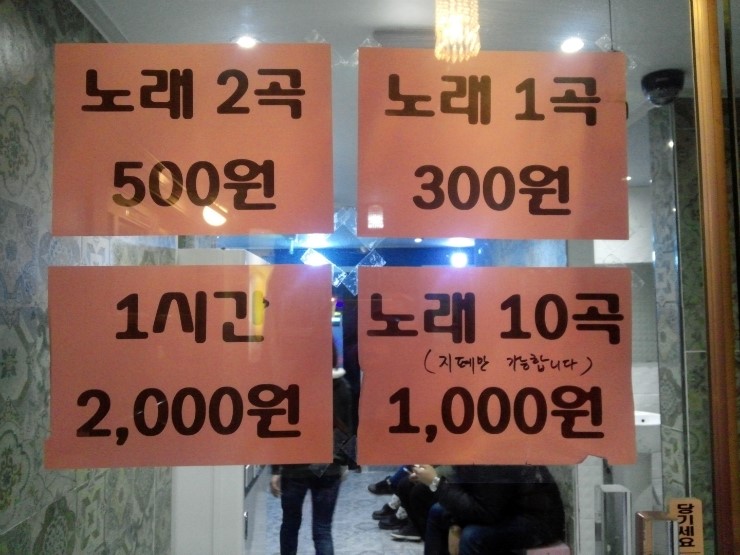 노래 2곡
500원
노래 1곡
300원
1시간
2,000원
노래 10곡
(지폐만 가능합니다)
1,000원
당기세요